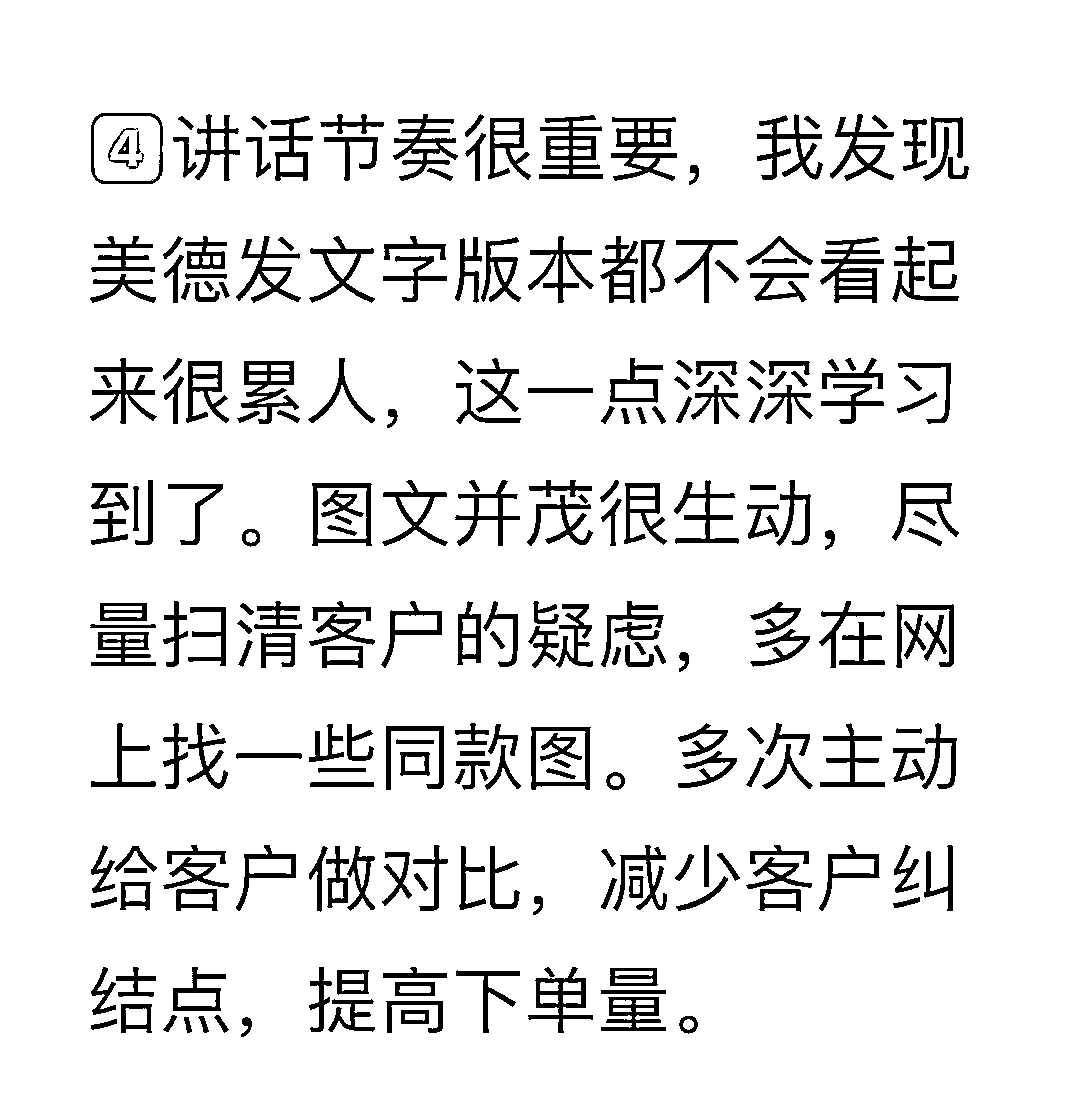 4️⃣讲话节奏很重要，我发现
美德发文字版本都不会看起
来很累人，这一点深深学习
到了。图文并茂很生动，尽
量扫清客户的疑虑，多在网
上找一些同款图。多次主动
给客户做对比，减少客户纠
结点，提高下单量。